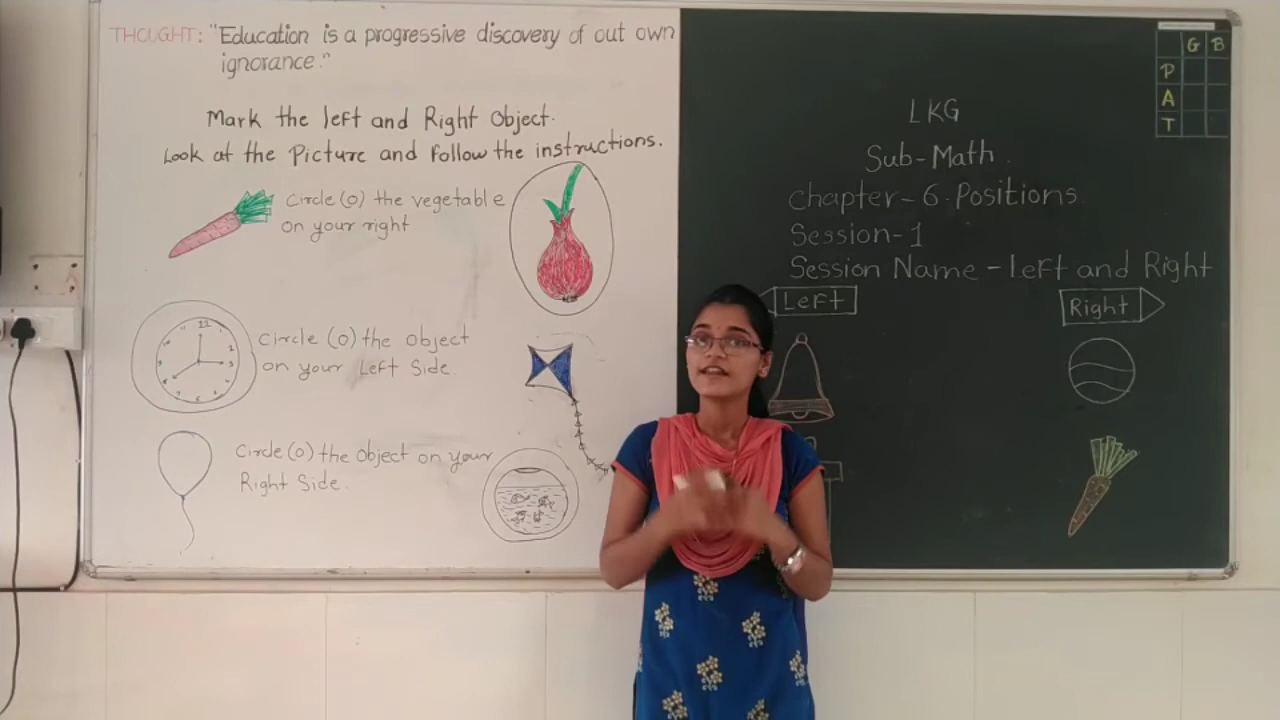 THOUGHT: "Education is a progressive discovery of out own
ignorance."
Mark the left and Right Object.
Look at the Picture and follow the instructions.
Circle (o) the vegetable
on your right
12
Circle (o) the object
on your Left Side.
Circle (o) the object on your
Right Side.
G B
P
A
T
LKG
Sub-Math.
Chapter-6. Positions
Session-1
Session Name - Left and Right
Left
Right